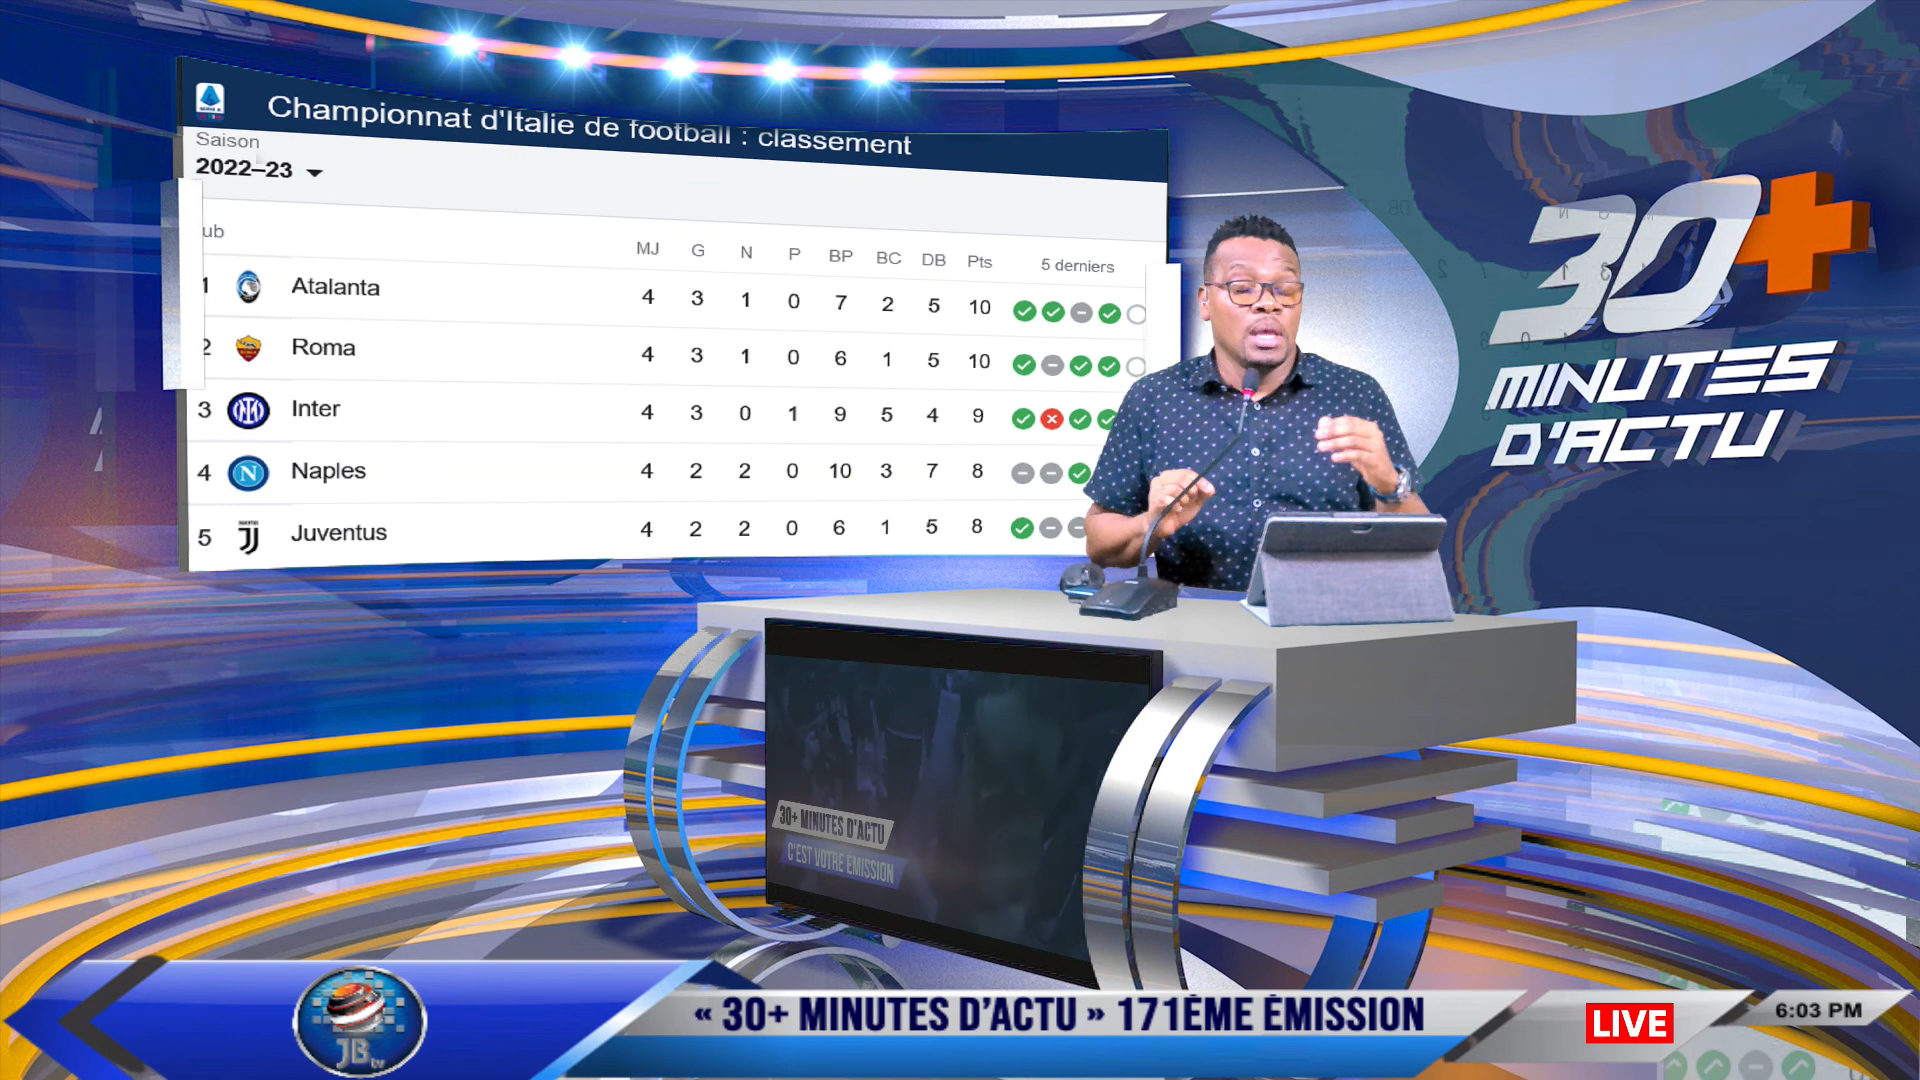 Championnat d'Italie de football : classement
Saison
2022–23
ub MJ G N P BP BC DB Pts 5 derniers
1 Atalanta 4 3 1 0 7 2 5 10
2 Roma 4 3 1 0 6 1 5 10
3 Inter 4 3 0 1 9 5 4 9
4 Naples 4 2 2 0 10 3 7 8
5 Juventus 4 2 2 0 6 1 5 8
30+
MINUTES
D'ACTU
30+ MINUTES D'ACTU
C'EST VOTRE EMISSION
JB tv
« 30+ MINUTES D'ACTU » 171ÈME ÉMISSION
LIVE
6:03 PM